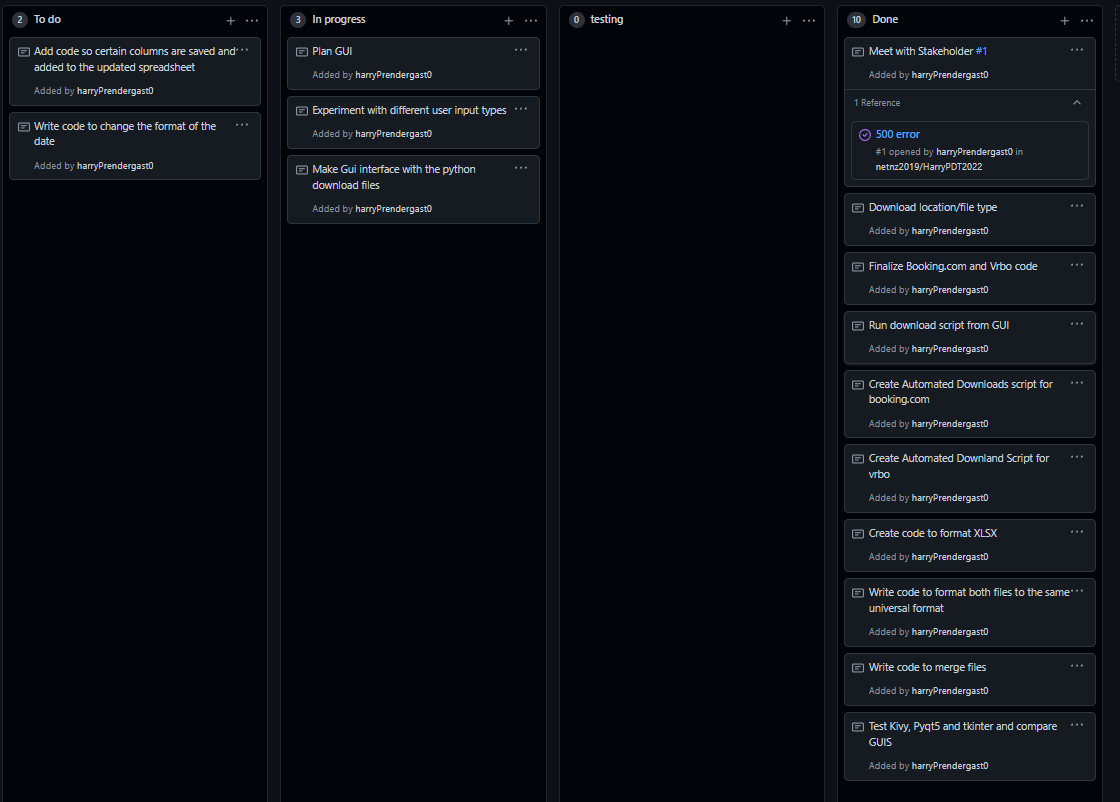 2 To do
Add code so certain columns are saved and
added to the updated spreadsheet
Added by harryPrendergast0
Write code to change the format of the
date
Added by harryPrendergast0
3 In progress
Plan GUI
Added by harryPrendergast0
Experiment with different user input types
Added by harryPrendergast0
Make Gui interface with the python
download files
Added by harryPrendergast0
0 testing
10 Done
Meet with Stakeholder #1
Added by harryPrendergast0
1 Reference
500 error
#1 opened by harryPrendergast0 in
netnz2019/HarryPDT2022
Download location/file type
Added by harryPrendergast0
Finalize Booking.com and Vrbo code
Added by harryPrendergast0
Run download script from GUI
Added by harryPrendergast0
Create Automated Downloads script for
booking.com
Added by harryPrendergast0
Create Automated Downland Script for
vrbo
Added by harryPrendergast0
Create code to format XLSX
Added by harryPrendergast0
Write code to format both files to the same
universal format
Added by harryPrendergast0
Write code to merge files
Added by harryPrendergast0
Test Kivy, Pyqt5 and tkinter and compare
GUIS
Added by harryPrendergast0